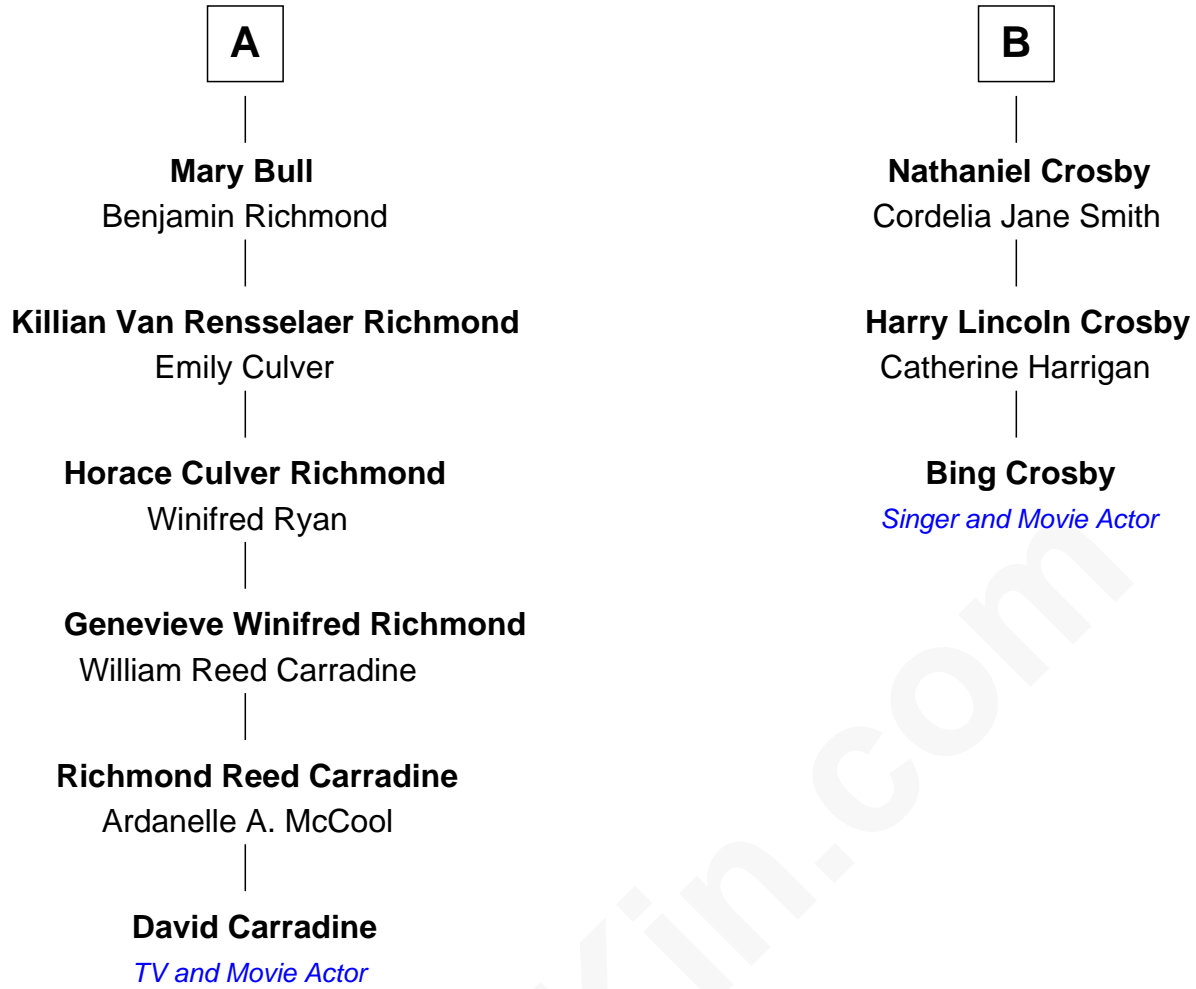 A
Mary Bull
Benjamin Richmond
Killian Van Rensselaer Richmond
Emily Culver
Horace Culver Richmond
Winifred Ryan
Genevieve Winifred Richmond
William Reed Carradine
Richmond Reed Carradine
Ardanelle A. McCool
David Carradine
TV and Movie Actor
B
Nathaniel Crosby
Cordelia Jane Smith
Harry Lincoln Crosby
Catherine Harrigan
Bing Crosby
Singer and Movie Actor
Kin.com